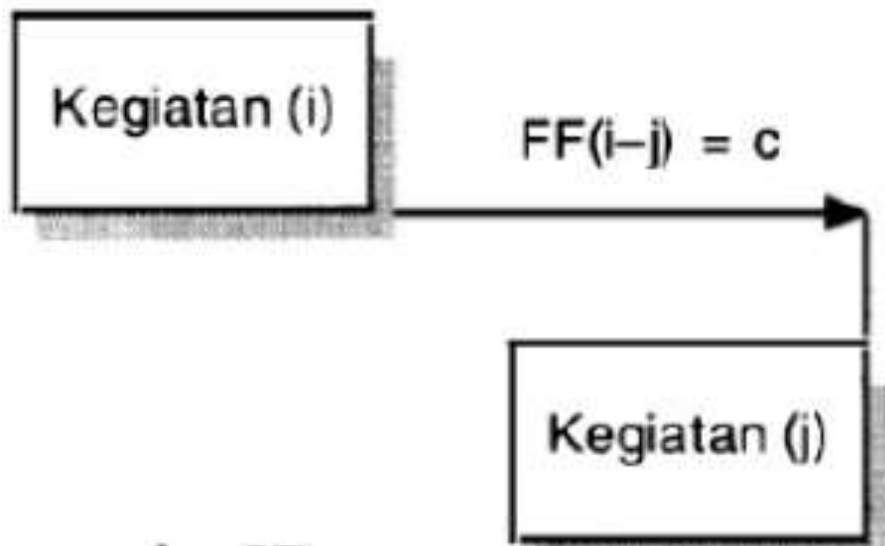 Kegiatan (i)
FF(i–j) = c
Kegiatan (j)